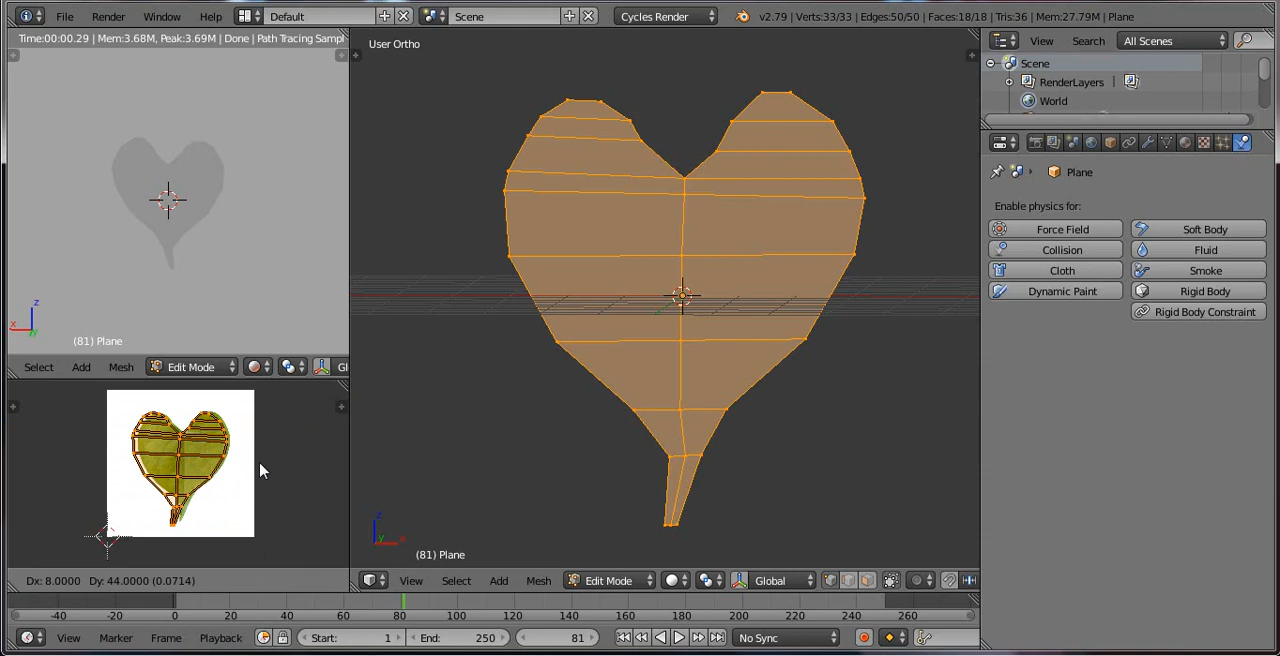 File Render Window Help Default Scene Cycles Render v2.79 | Verts:33/33 | Edges:50/50 | Faces:18/18 | Tris:36 | Mem:27.79M | Plane
Time:00:00.29 | Mem:3.68M, Peak:3.69M | Done | Path Tracing Sampl
User Ortho
View Search All Scenes
Scene
RenderLayers
World
Plane
Enable physics for:
Force Field Soft Body
Collision Fluid
Cloth Smoke
Dynamic Paint Rigid Body
Rigid Body Constraint
z
x
y
(81) Plane
Select Add Mesh Edit Mode Gl
z
y x
(81) Plane
Dx: 8.0000 Dy: 44.0000 (0.0714)
View Select Add Mesh Edit Mode Global
-40 -20 0 20 40 60 80 100 120 140 160 180 200 220 240 260
View Marker Frame Playback Start: 1 End: 250 81 No Sync